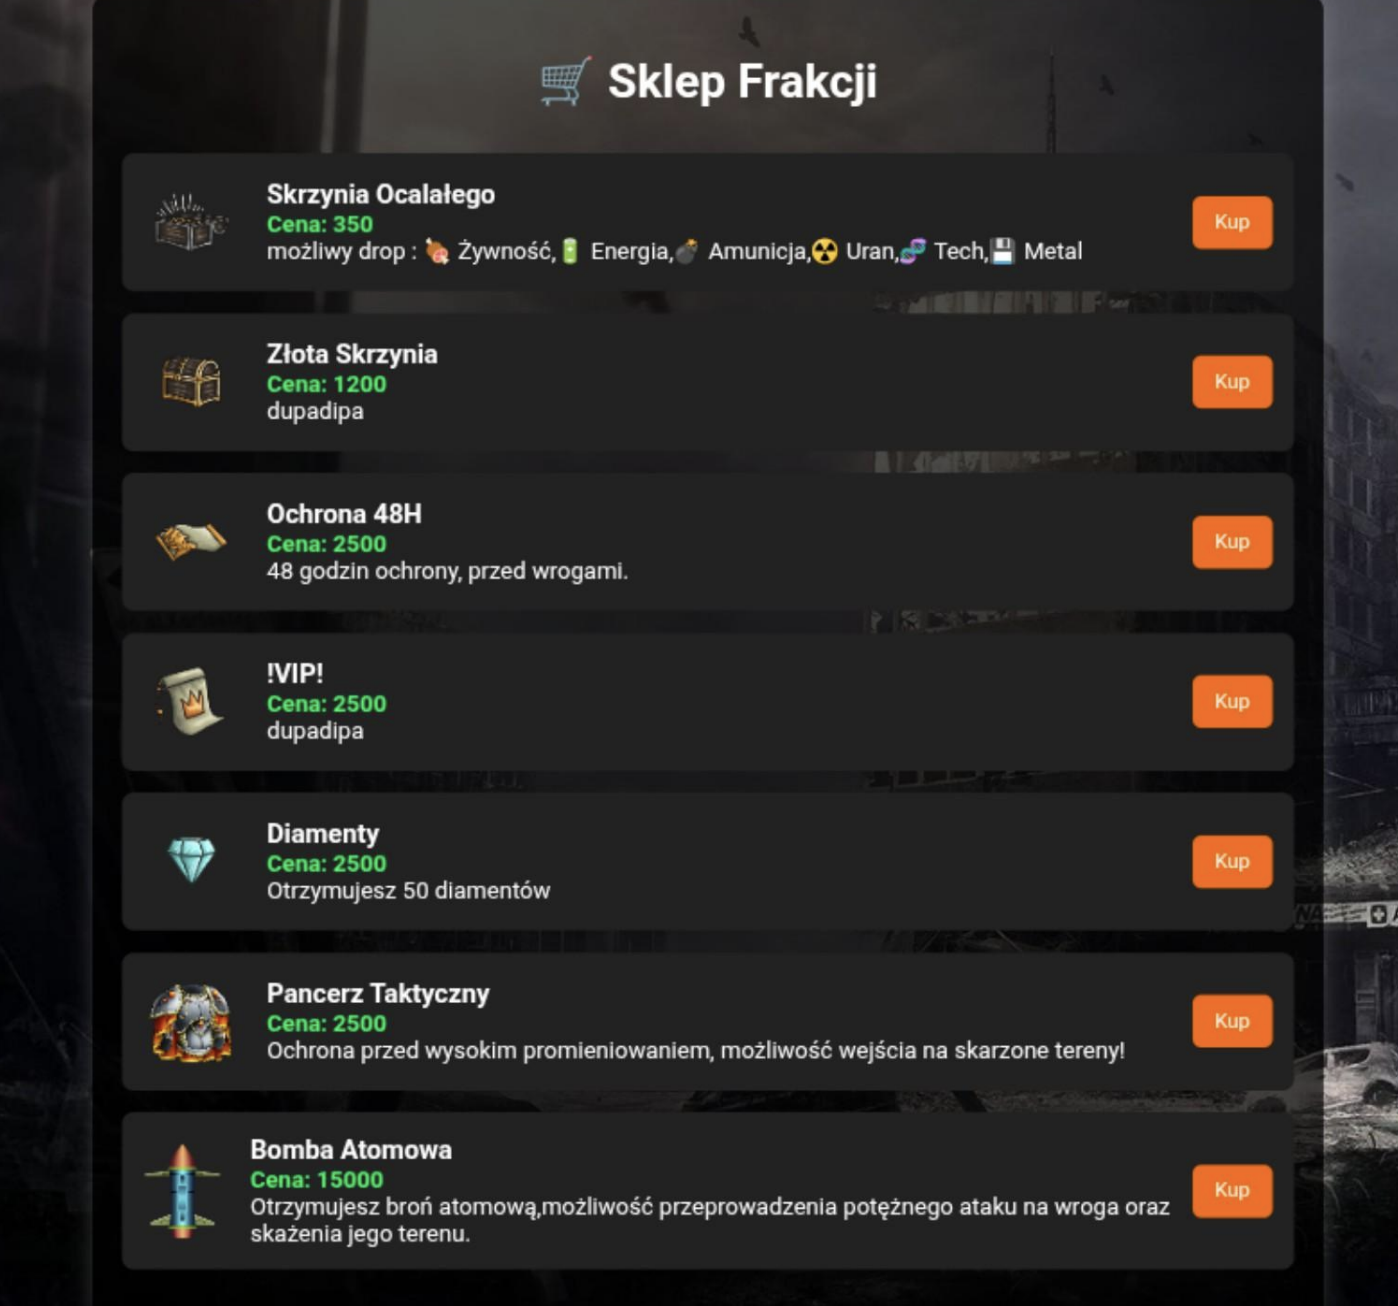 🛒 Sklep Frakcji
Skrzynia Ocalałego
Cena: 350
możliwy drop : 🍖 Żywność,🔋 Energia,💣 Amunicja,☢️ Uran,🧬 Tech,💾 Metal
Kup
Złota Skrzynia
Cena: 1200
dupadipa
Kup
Ochrona 48H
Cena: 2500
48 godzin ochrony, przed wrogami.
Kup
!VIP!
Cena: 2500
dupadipa
Kup
Diamenty
Cena: 2500
Otrzymujesz 50 diamentów
Kup
Pancerz Taktyczny
Cena: 2500
Ochrona przed wysokim promieniowaniem, możliwość wejścia na skarzone tereny!
Kup
Bomba Atomowa
Cena: 15000
Otrzymujesz broń atomową,możliwość przeprowadzenia potężnego ataku na wroga oraz
skażenia jego terenu.
Kup